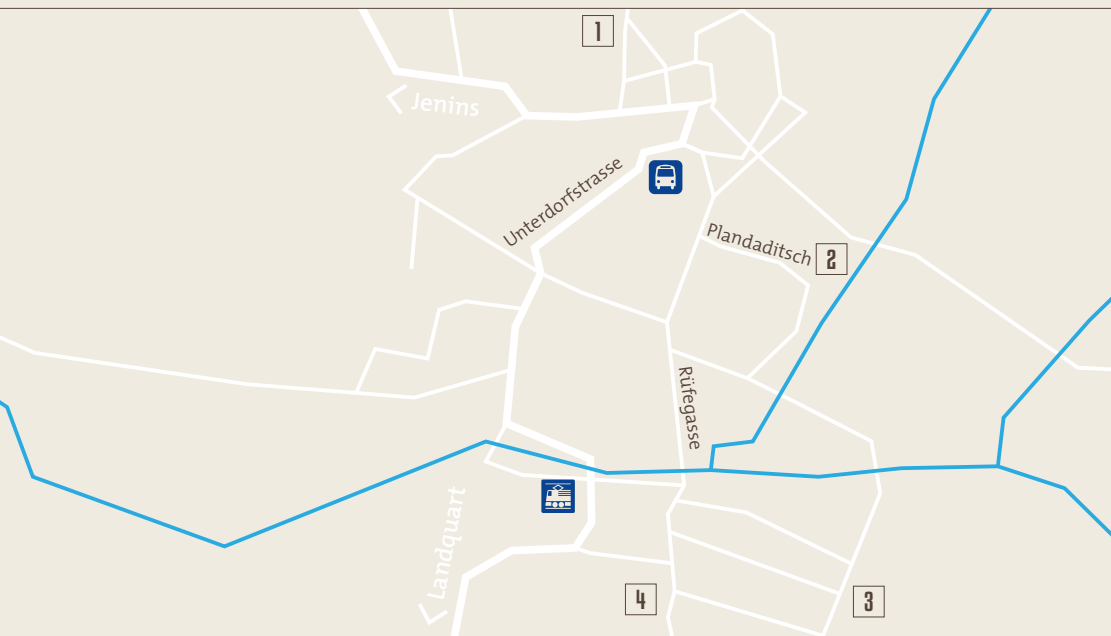 1
Jenins
Unterdorfstrasse
Plandaditsch
2
Rüfegasse
Landquart
4
3